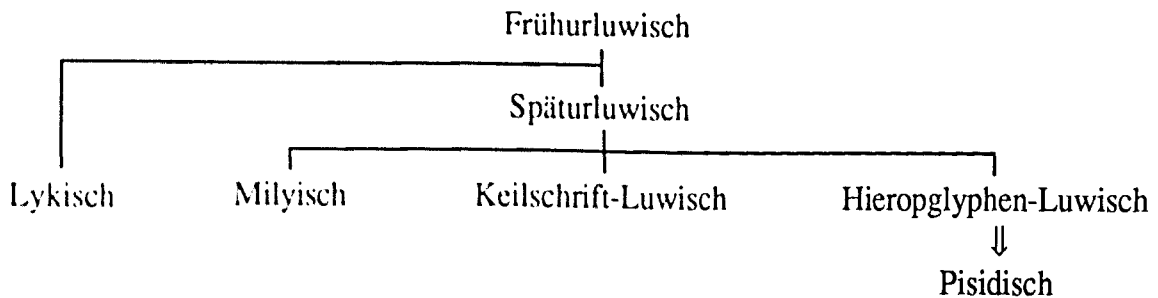 Frühurluwisch
Späturluwisch
Lykisch Milyisch Keilschrift-Luwisch Hieropglyphen-Luwisch
⇓
Pisidisch